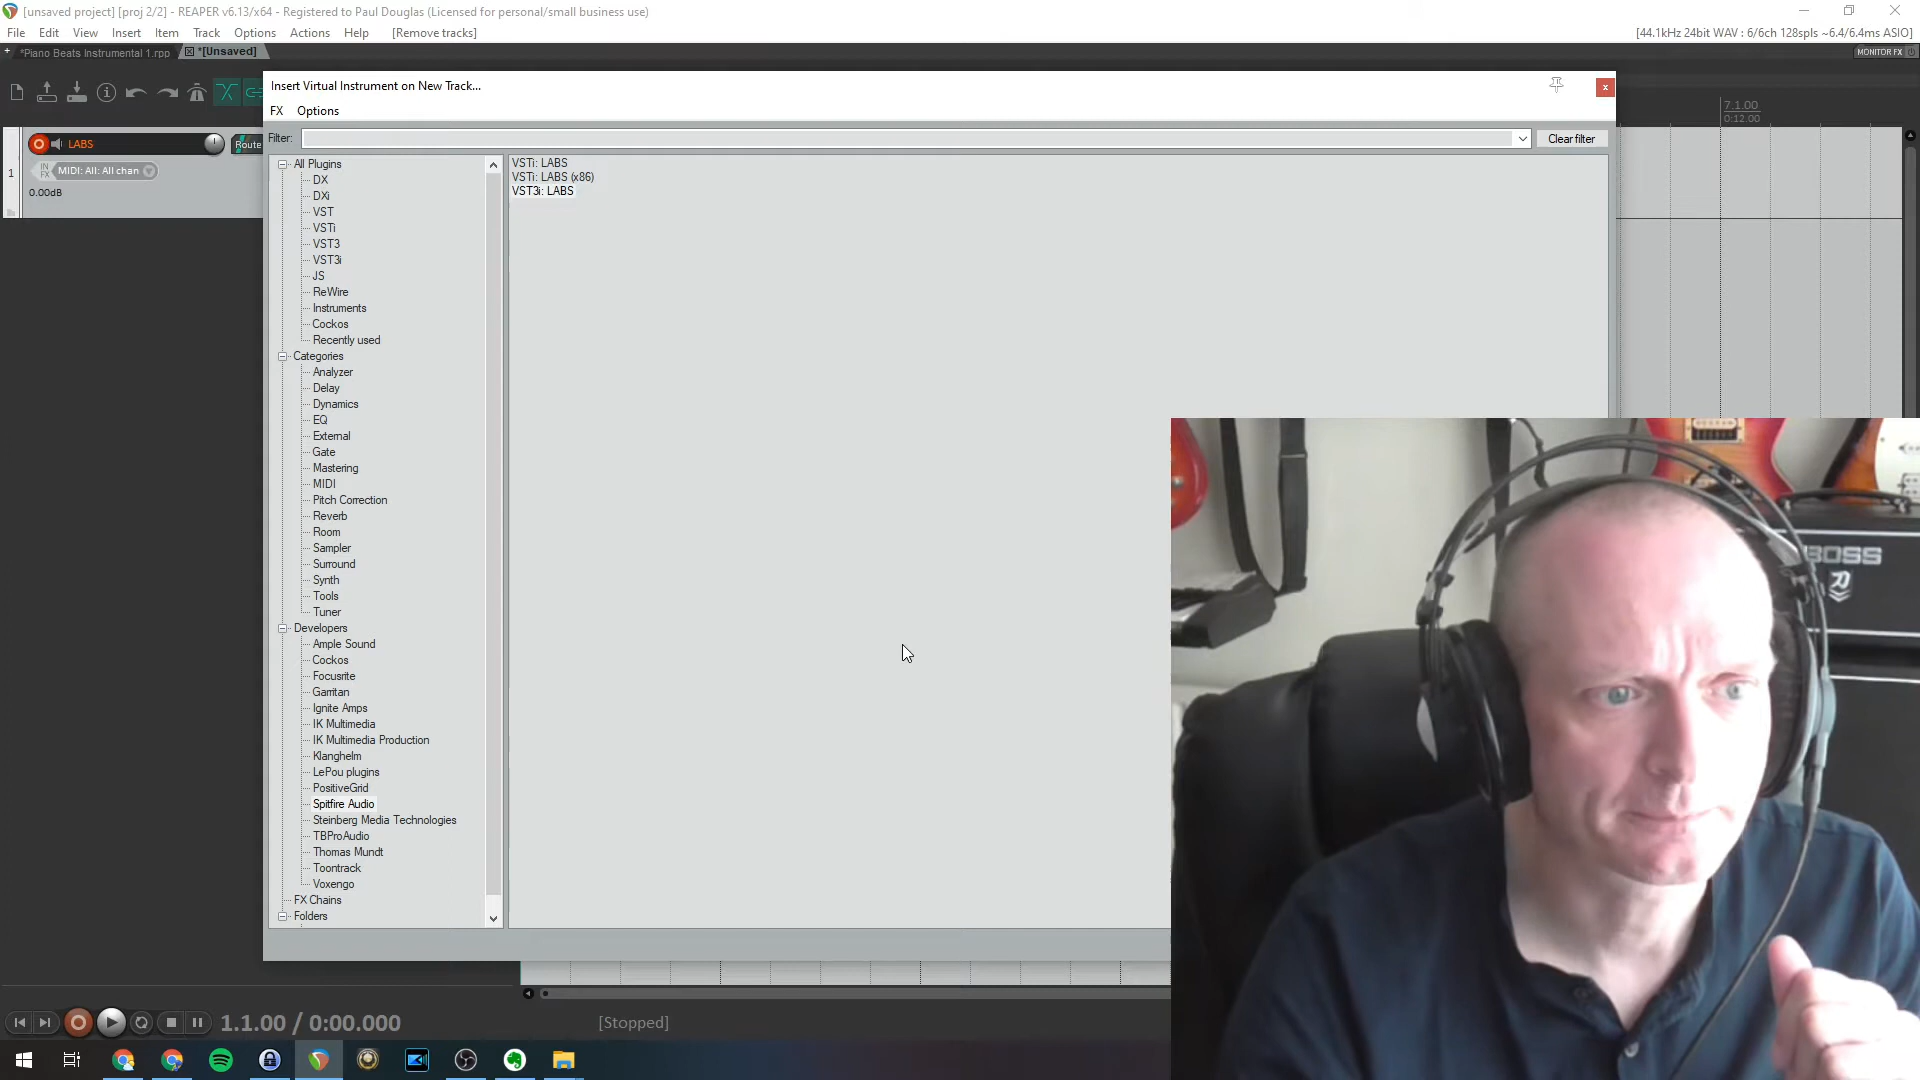 [unsaved project] [proj 2/2] - REAPER v6.13/x64 - Registered to Paul Douglas (Licensed for personal/small business use)
File Edit View Insert Item Track Options Actions Help [Remove tracks]
[44.1kHz 24bit WAV : 6/6ch 128spls ~6.4/6.4ms ASIO]
+ *Piano Beats Instrumental 1.rpp *[Unsaved]
MONITOR FX
Insert Virtual Instrument on New Track...
FX Options
Filter:
Clear filter
7.1.00
0:12.00
1
LABS
Route
IN FX
MIDI: All: All chan
0.00dB
All Plugins
DX
DXi
VST
VSTi
VST3
VST3i
JS
ReWire
Instruments
Cockos
Recently used
Categories
Analyzer
Delay
Dynamics
EQ
External
Gate
Mastering
MIDI
Pitch Correction
Reverb
Room
Sampler
Surround
Synth
Tools
Tuner
Developers
Ample Sound
Cockos
Focusrite
Garritan
Ignite Amps
IK Multimedia
IK Multimedia Production
Klanghelm
LePou plugins
PositiveGrid
Spitfire Audio
Steinberg Media Technologies
TBProAudio
Thomas Mundt
Toontrack
Voxengo
FX Chains
Folders
VSTi: LABS
VSTi: LABS (x86)
VST3i: LABS
BOSS
刀
1.1.00 / 0:00.000
[Stopped]